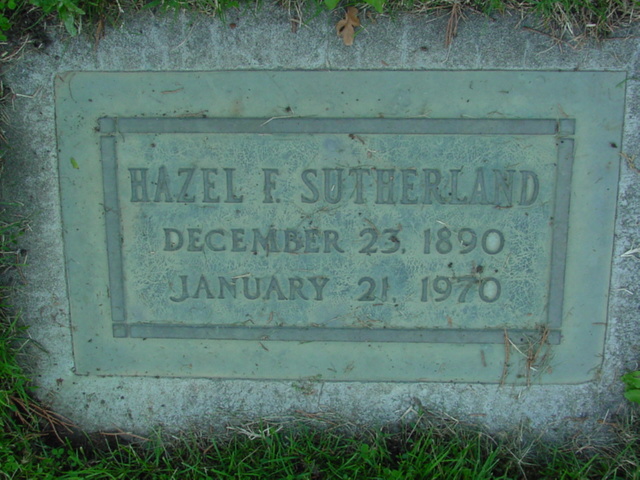 HAZEL F. SUTHERLAND
DECEMBER 23, 1890
JANUARY 21, 1970